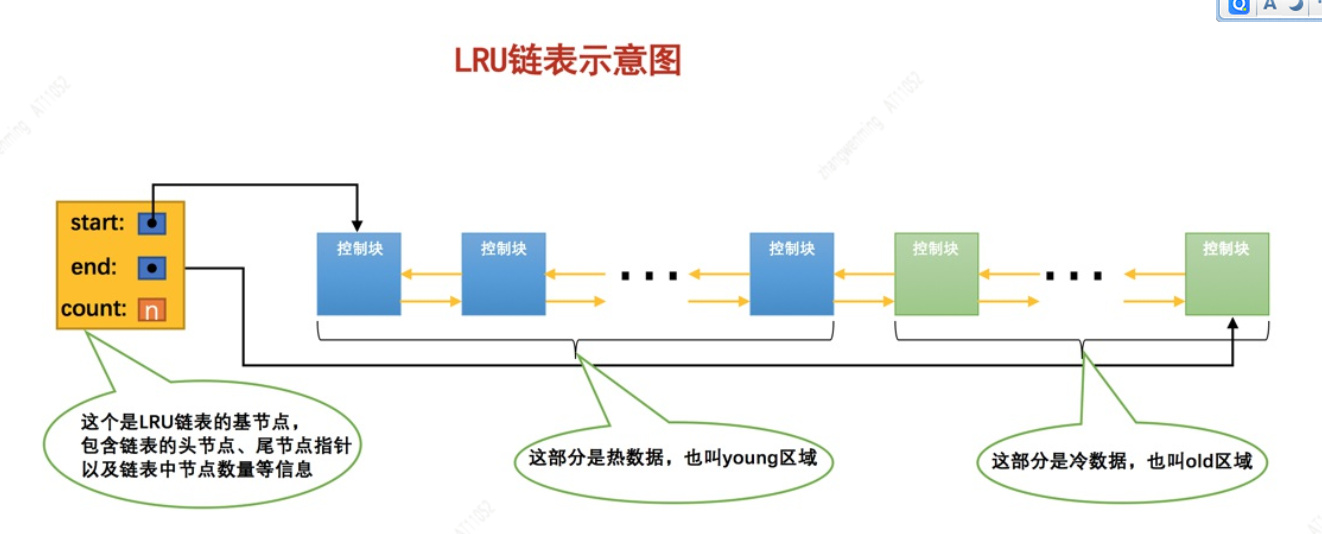 LRU链表示意图
start:
end:
count: n
控制块
控制块
...
控制块
控制块
...
控制块
这个是LRU链表的基节点，
包含链表的头节点、尾节点指针
以及链表中节点数量等信息
这部分是热数据，也叫young区域
这部分是冷数据，也叫old区域
zhangwenming AT11052
AT11052